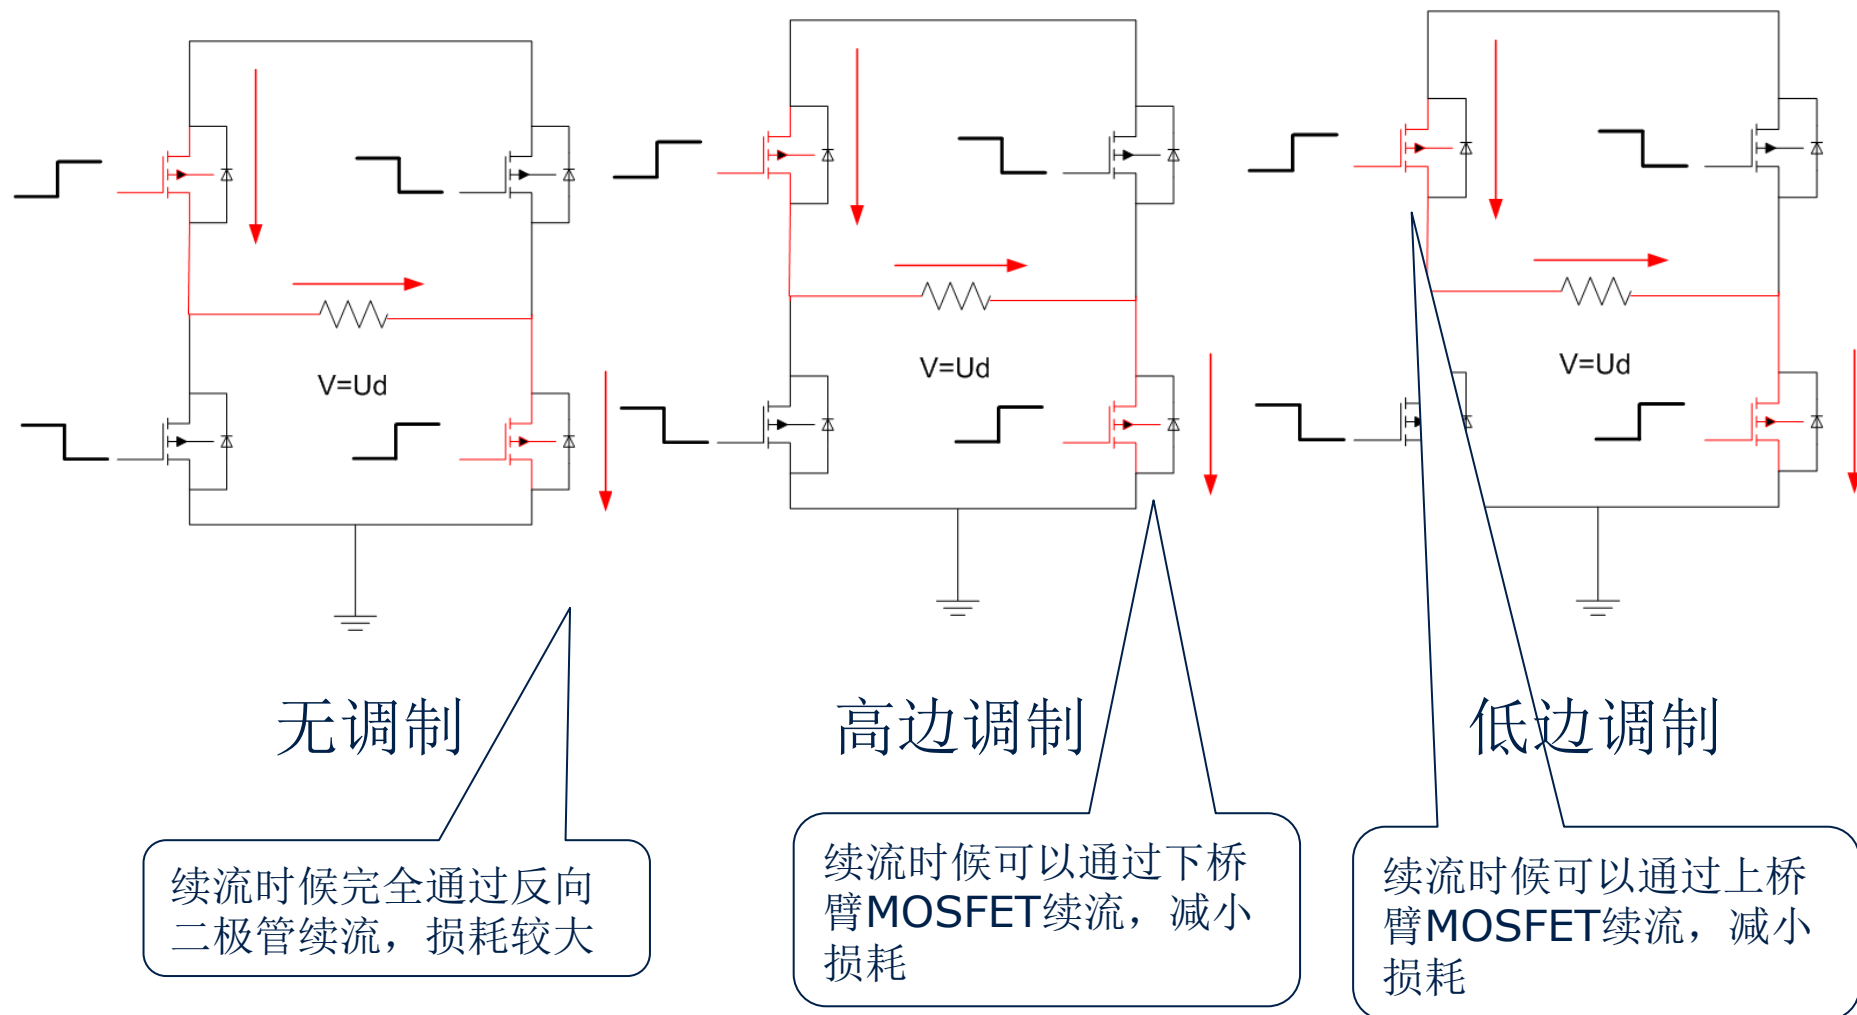 V=Ud
V=Ud
V=Ud
无调制
高边调制
低边调制
续流时候完全通过反向
二极管续流，损耗较大
续流时候可以通过下桥
臂MOSFET续流，减小
损耗
续流时候可以通过上桥
臂MOSFET续流，减小
损耗